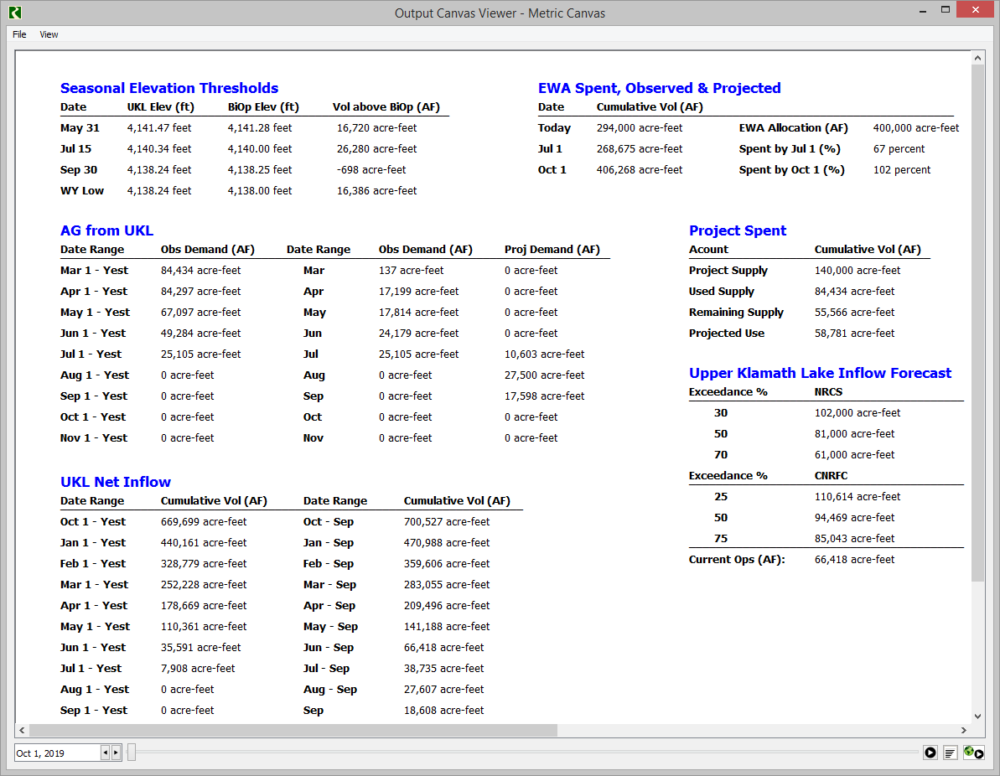 Output Canvas Viewer - Metric Canvas
File View
Seasonal Elevation Thresholds
Date UKL Elev (ft) BiOp Elev (ft) Vol above BiOp (AF)
May 31 4,141.47 feet 4,141.28 feet 16,720 acre-feet
Jul 15 4,140.34 feet 4,140.00 feet 26,280 acre-feet
Sep 30 4,138.24 feet 4,138.25 feet -698 acre-feet
WY Low 4,138.24 feet 4,138.00 feet 16,386 acre-feet
EWA Spent, Observed & Projected
Date Cumulative Vol (AF)
Today 294,000 acre-feet EWA Allocation (AF) 400,000 acre-feet
Jul 1 268,675 acre-feet Spent by Jul 1 (%) 67 percent
Oct 1 406,268 acre-feet Spent by Oct 1 (%) 102 percent
AG from UKL
Date Range Obs Demand (AF) Date Range Obs Demand (AF) Proj Demand (AF)
Mar 1 - Yest 84,434 acre-feet Mar 137 acre-feet 0 acre-feet
Apr 1 - Yest 84,297 acre-feet Apr 17,199 acre-feet 0 acre-feet
May 1 - Yest 67,097 acre-feet May 17,814 acre-feet 0 acre-feet
Jun 1 - Yest 49,284 acre-feet Jun 24,179 acre-feet 0 acre-feet
Jul 1 - Yest 25,105 acre-feet Jul 25,105 acre-feet 10,603 acre-feet
Aug 1 - Yest 0 acre-feet Aug 0 acre-feet 27,500 acre-feet
Sep 1 - Yest 0 acre-feet Sep 0 acre-feet 17,598 acre-feet
Oct 1 - Yest 0 acre-feet Oct 0 acre-feet 0 acre-feet
Nov 1 - Yest 0 acre-feet Nov 0 acre-feet 0 acre-feet
Project Spent
Acount Cumulative Vol (AF)
Project Supply 140,000 acre-feet
Used Supply 84,434 acre-feet
Remaining Supply 55,566 acre-feet
Projected Use 58,781 acre-feet
Upper Klamath Lake Inflow Forecast
Exceedance % NRCS
30 102,000 acre-feet
50 81,000 acre-feet
70 61,000 acre-feet
Exceedance % CNRFC
25 110,614 acre-feet
50 94,469 acre-feet
75 85,043 acre-feet
Current Ops (AF): 66,418 acre-feet
UKL Net Inflow
Date Range Cumulative Vol (AF) Date Range Cumulative Vol (AF)
Oct 1 - Yest 669,699 acre-feet Oct - Sep 700,527 acre-feet
Jan 1 - Yest 440,161 acre-feet Jan - Sep 470,988 acre-feet
Feb 1 - Yest 328,779 acre-feet Feb - Sep 359,606 acre-feet
Mar 1 - Yest 252,228 acre-feet Mar - Sep 283,055 acre-feet
Apr 1 - Yest 178,669 acre-feet Apr - Sep 209,496 acre-feet
May 1 - Yest 110,361 acre-feet May - Sep 141,188 acre-feet
Jun 1 - Yest 35,591 acre-feet Jun - Sep 66,418 acre-feet
Jul 1 - Yest 7,908 acre-feet Jul - Sep 38,735 acre-feet
Aug 1 - Yest 0 acre-feet Aug - Sep 27,607 acre-feet
Sep 1 - Yest 0 acre-feet Sep 18,608 acre-feet
Oct 1, 2019